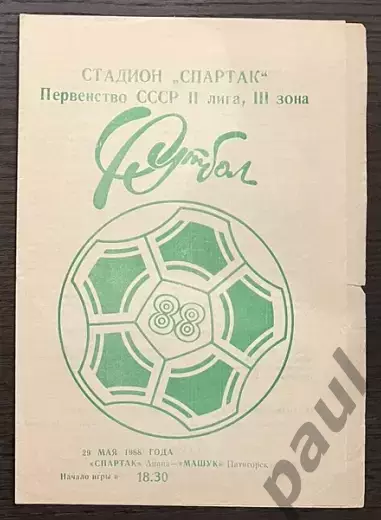 СТАДИОН „СПАРТАК“
Первенство СССР II лига, III зона
Футбол
88
29 МАЯ 1988 ГОДА
«СПАРТАК» Анапа—«МАШУК» Пятигорск
Начало игры в 18.30
paul